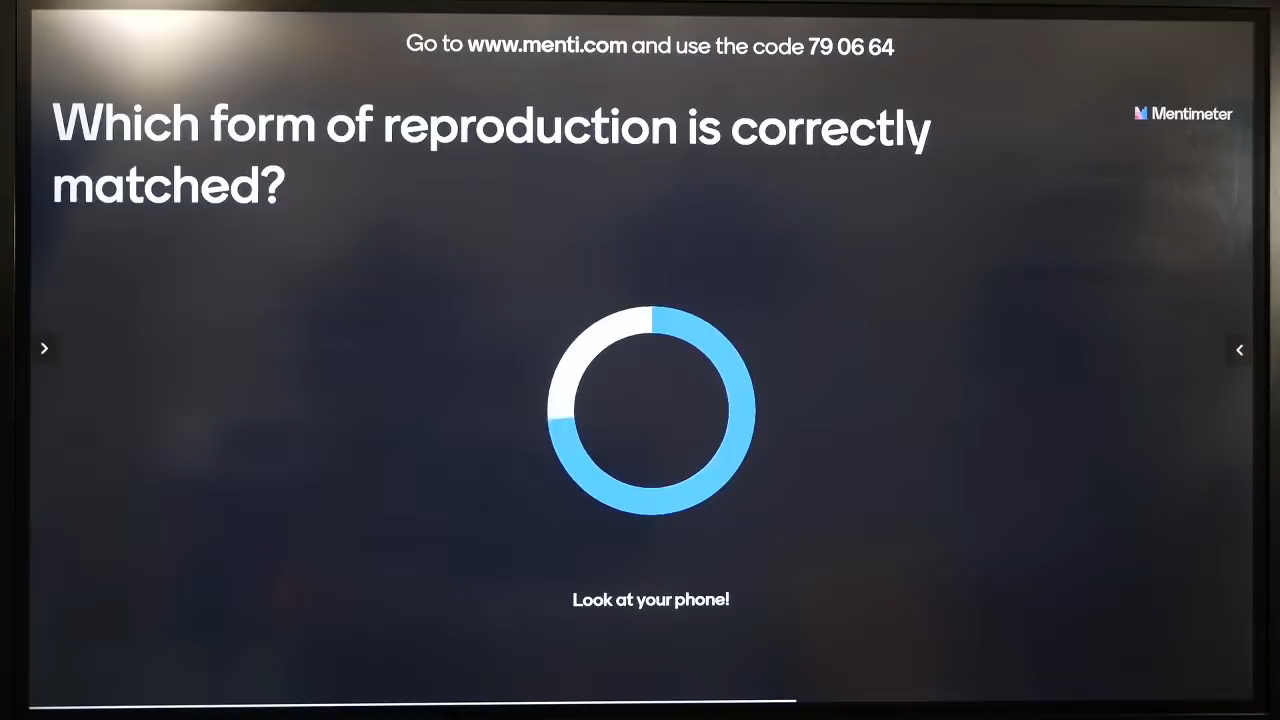 Go to www.menti.com and use the code 79 06 64
Which form of reproduction is correctly
matched?
Mentimeter
Look at your phone!